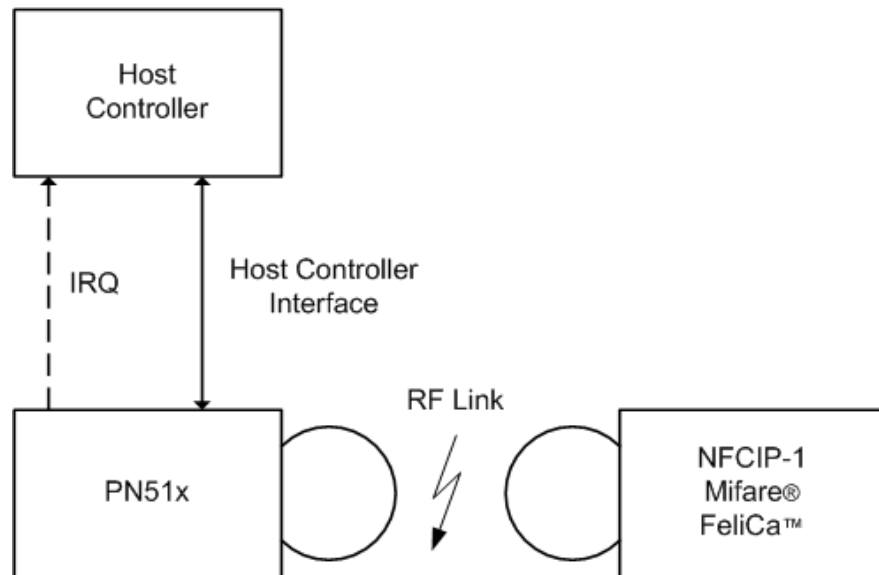 Host
Controller
IRQ
Host Controller
Interface
RF Link
PN51x
NFCIP-1
Mifare®
FeliCa™